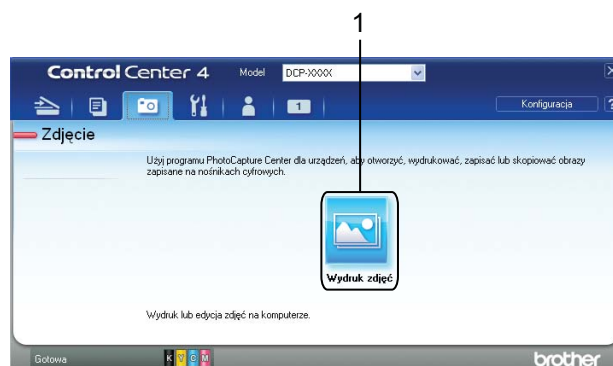 1
Control Center 4 Model DCP-XXXX
1 Konfiguracja ?
Zdjęcie
Użyj programu PhotoCapture Center dla urządzeń, aby otworzyć, wydrukować, zapisać lub skopiować obrazy
zapisane na nośnikach cyfrowych.
Wydruk zdjęć
Wydruk lub edycja zdjęć na komputerze.
Gotowa K Y C M brother